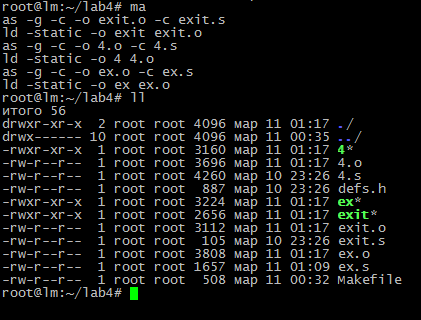 root@lm:~/lab4# ma
as -g -c -o exit.o -c exit.s
ld -static -o exit exit.o
as -g -c -o 4.o -c 4.s
ld -static -o 4 4.o
as -g -c -o ex.o -c ex.s
ld -static -o ex ex.o
root@lm:~/lab4# ll
итого 56
drwxr-xr-x  2 root root 4096 мар 11 01:17 ./
drwx------ 10 root root 4096 мар 11 00:35 ../
-rwxr-xr-x  1 root root 3160 мар 11 01:17 4*
-rw-r--r--  1 root root 3696 мар 11 01:17 4.o
-rw-r--r--  1 root root 4260 мар 10 23:26 4.s
-rw-r--r--  1 root root  887 мар 10 23:26 defs.h
-rwxr-xr-x  1 root root 3224 мар 11 01:17 ex*
-rwxr-xr-x  1 root root 2656 мар 11 01:17 exit*
-rw-r--r--  1 root root 3112 мар 11 01:17 exit.o
-rw-r--r--  1 root root  105 мар 10 23:26 exit.s
-rw-r--r--  1 root root 3808 мар 11 01:17 ex.o
-rw-r--r--  1 root root 1657 мар 11 01:09 ex.s
-rw-r--r--  1 root root  508 мар 11 00:32 Makefile
root@lm:~/lab4#